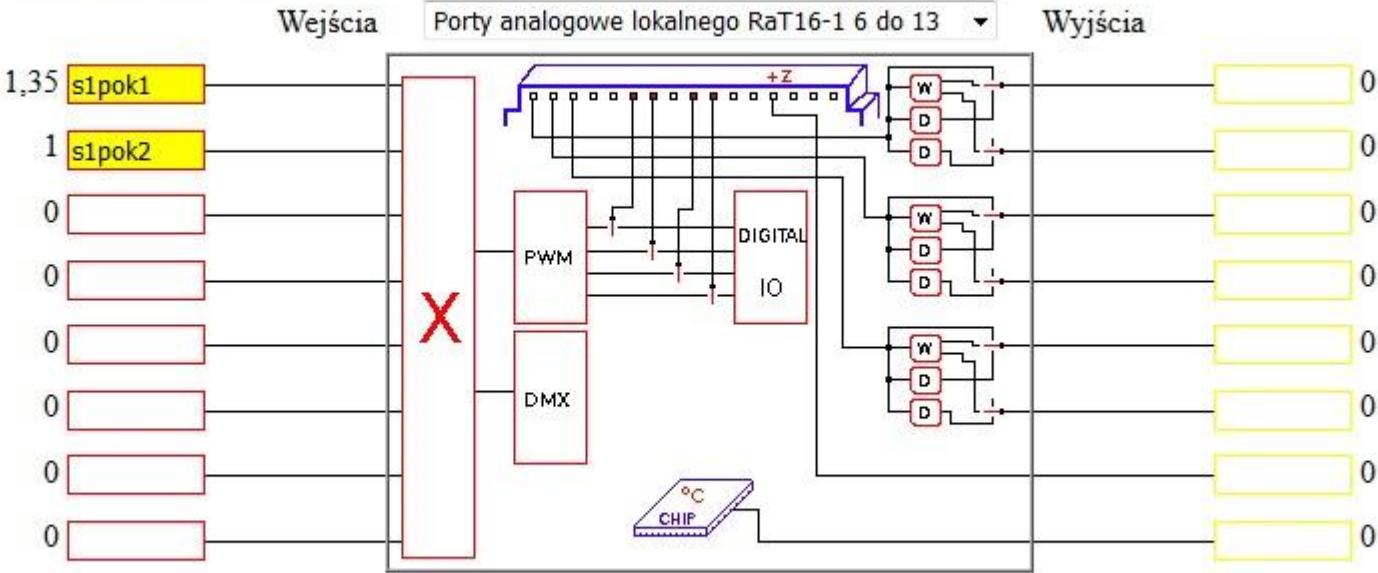 Wejścia Porty analogowe lokalnego RaT16-1 6 do 13 Wyjścia
1,35 s1pok1 +Z W 0
D
1 s1pok2 D 0
0 W 0
DIGITAL D
PWM
0 IO D 0
X
0 W 0
D
0 DMX D 0
0 0
°C
CHIP
0 0